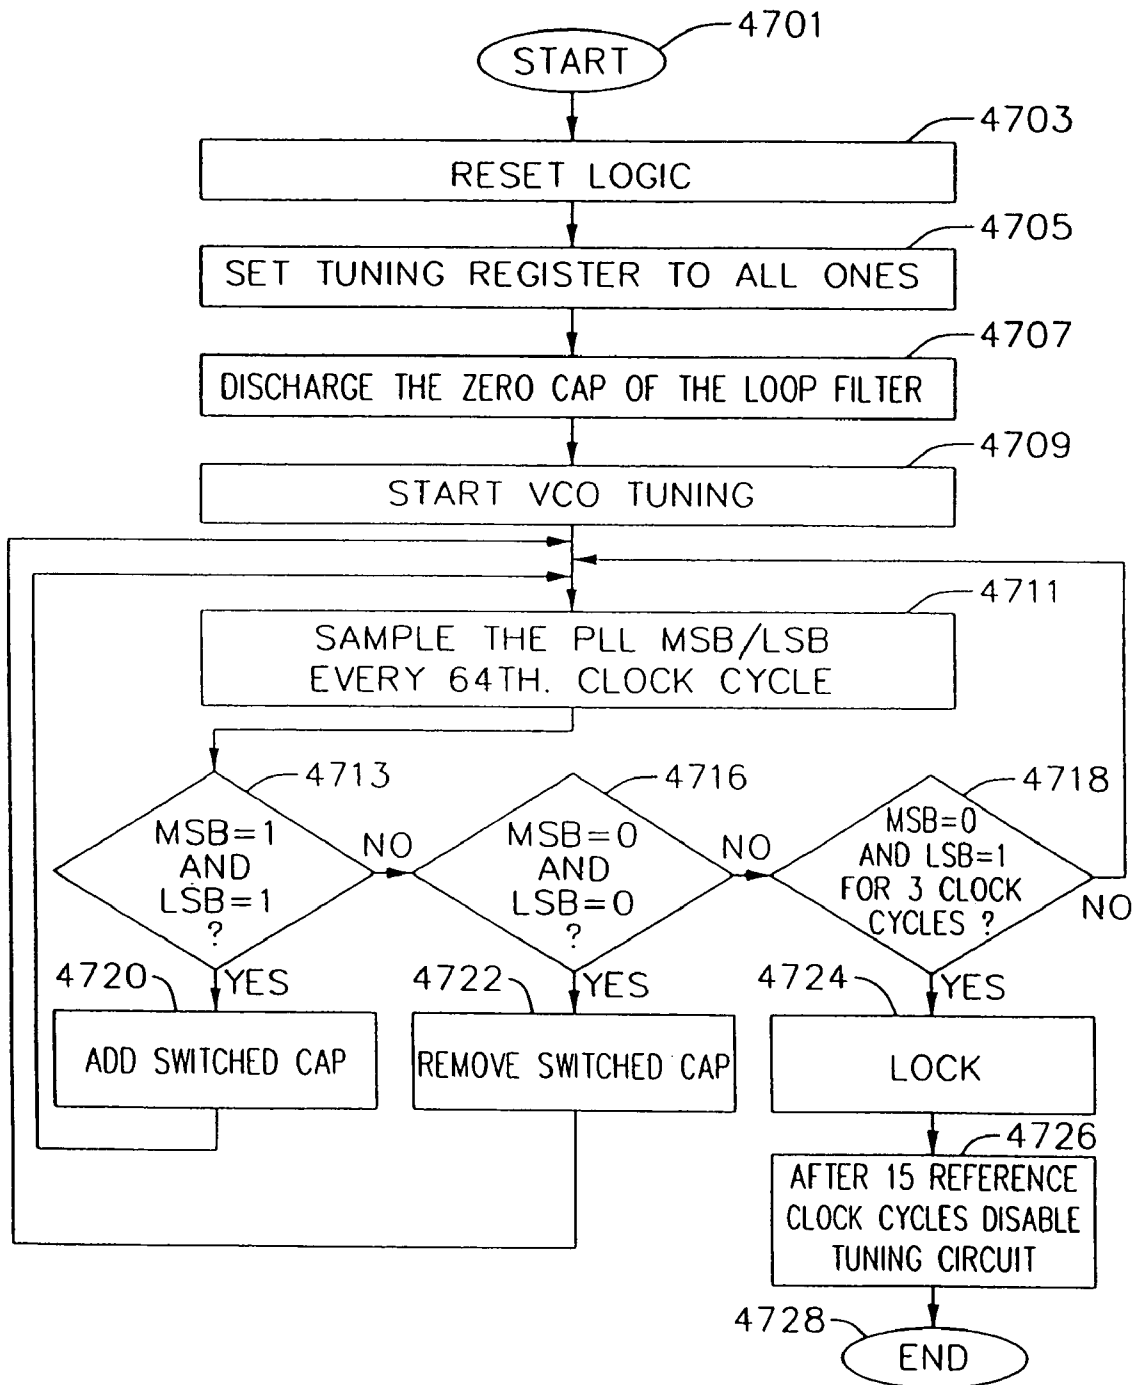 4701
START
4703
RESET LOGIC
4705
SET TUNING REGISTER TO ALL ONES
4707
DISCHARGE THE ZERO CAP OF THE LOOP FILTER
4709
START VCO TUNING
4711
SAMPLE THE PLL MSB/LSB
EVERY 64TH. CLOCK CYCLE
4713
MSB=1
AND
LSB=1
?
NO
YES
4716
MSB=0
AND
LSB=0
?
NO
YES
4718
MSB=0
AND LSB=1
FOR 3 CLOCK
CYCLES ?
NO
YES
4720
ADD SWITCHED CAP
4722
REMOVE SWITCHED CAP
4724
LOCK
4726
AFTER 15 REFERENCE
CLOCK CYCLES DISABLE
TUNING CIRCUIT
4728
END